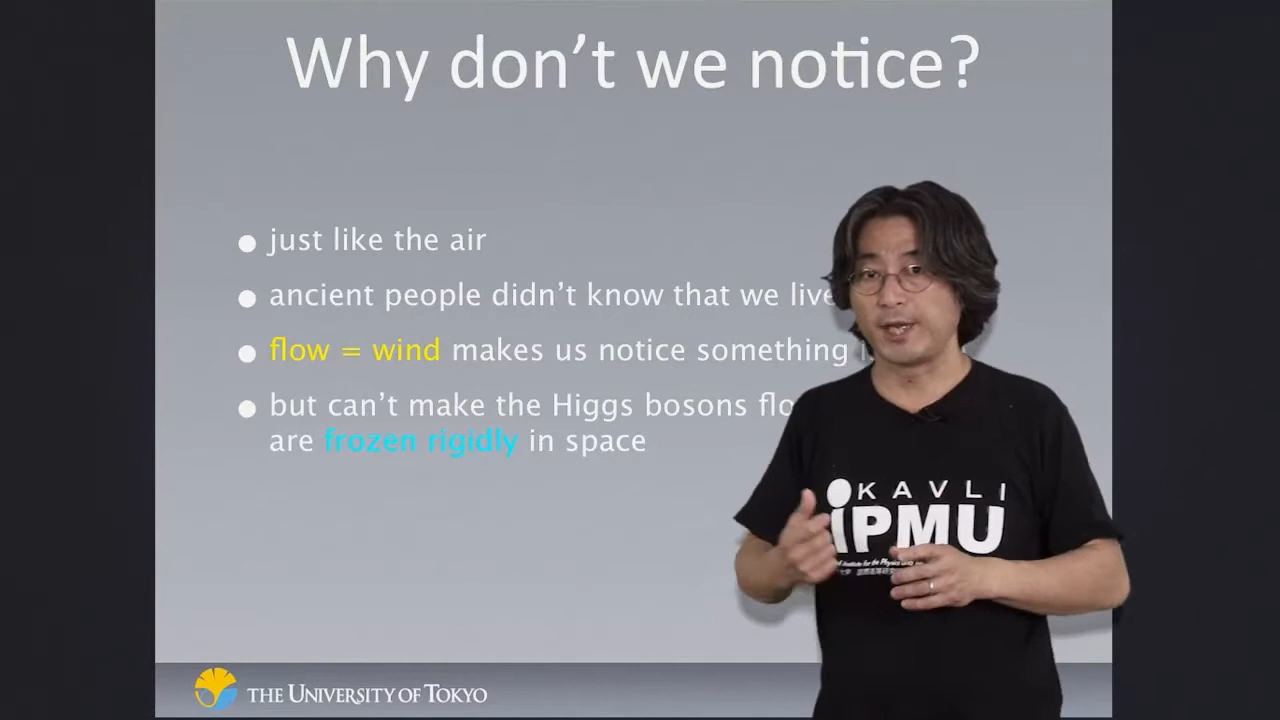 Why don't we notice?
just like the air
ancient people didn't know that we live
flow = wind makes us notice something
but can't make the Higgs bosons
are frozen rigidly in space
KAVLI
IPMU
THE UNIVERSITY OF TOKYO